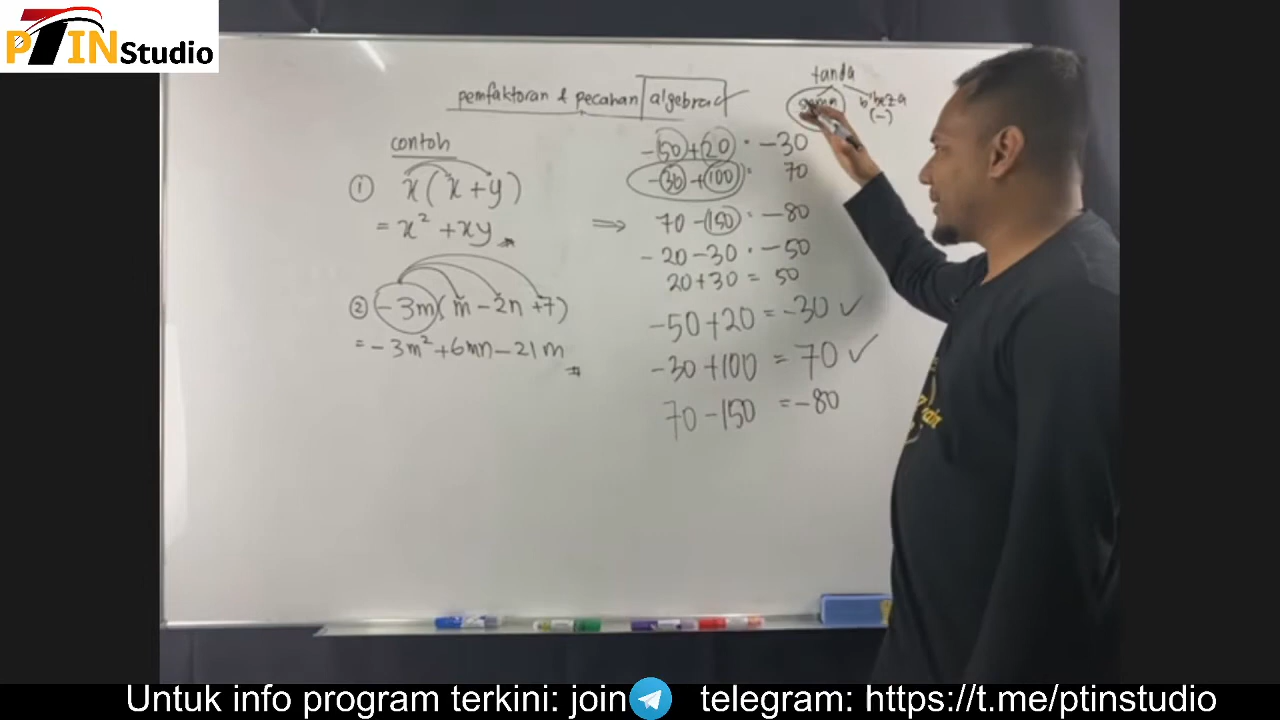 PTIN Studio
pemfaktoran & pecahan algebra
tanda
b'beza
(-)
contoh
① x(x+y)
= x² + xy
② -3m(m-2n+7)
= -3m² + 6mn - 21m
-50 + 20 = -30
-30 + 100 = 70
⇒ 70 - 150 = -80
-20 - 30 = -50
20 + 30 = 50
-50 + 20 = -30 ✓
-30 + 100 = 70 ✓
70 - 150 = -80
Untuk info program terkini: join telegram: https://t.me/ptinstudio